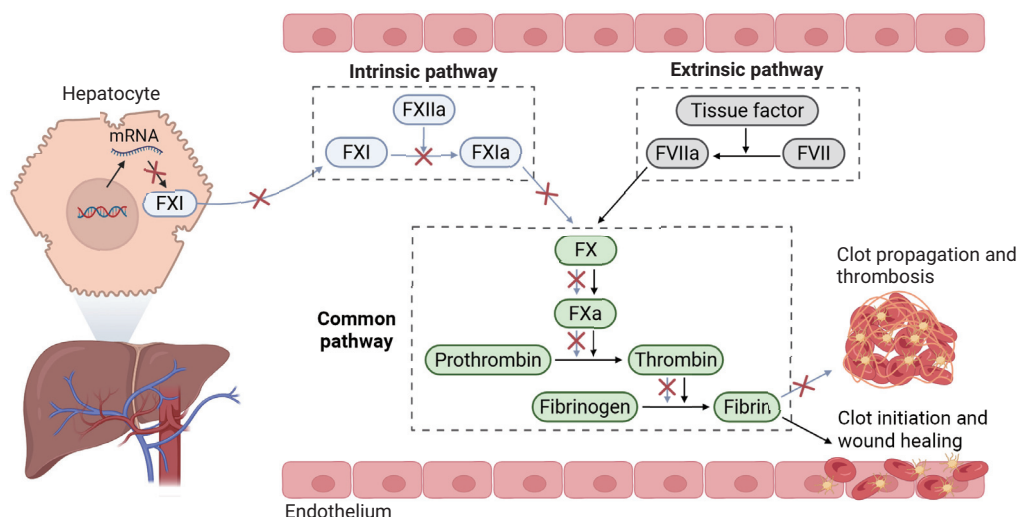 Intrinsic pathway
Extrinsic pathway
Hepatocyte
mRNA
FXI
FXIIa
FXI
FXIa
Tissue factor
FVIIa
FVII
Common
pathway
FX
FXa
Prothrombin
Thrombin
Fibrinogen
Fibrin
Clot propagation and
thrombosis
Clot initiation and
wound healing
Endothelium